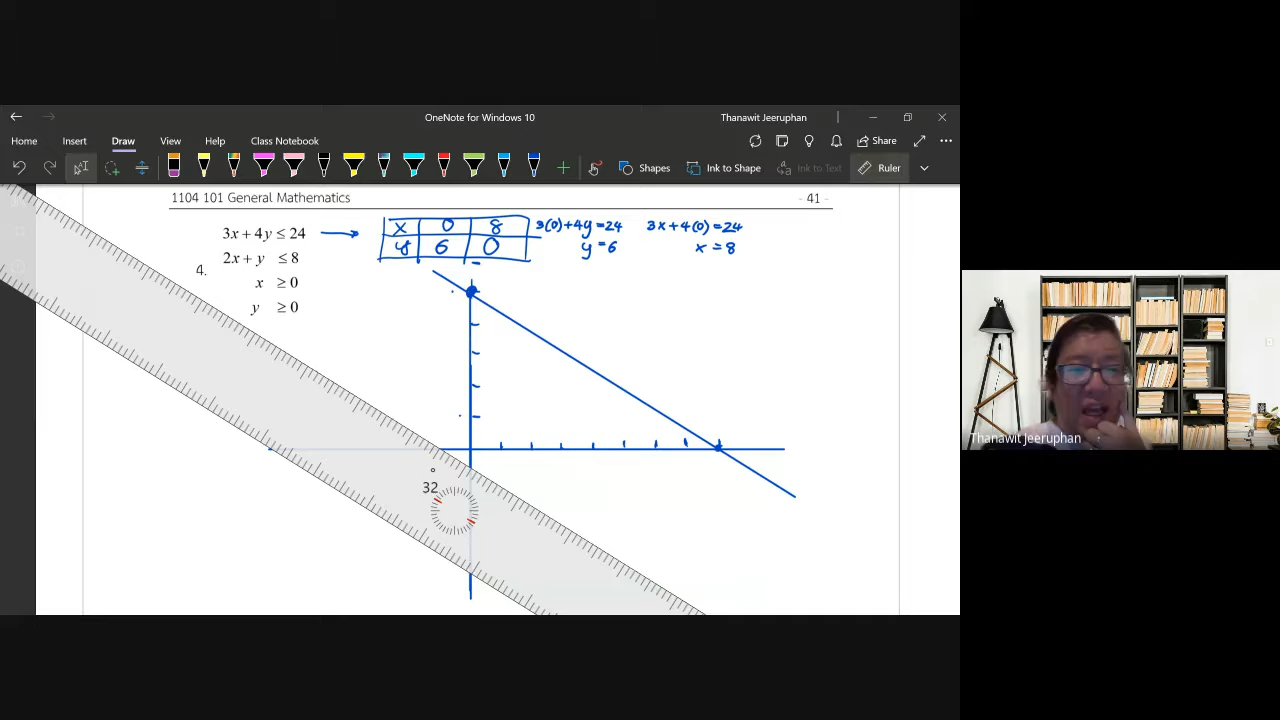 OneNote for Windows 10
Thanawit Jeeruphan
Home Insert Draw View Help Class Notebook
Share
Shapes Ink to Shape Ink to Text Ruler
1104 101 General Mathematics
- 41 -
3x + 4y ≤ 24
2x + y ≤ 8
4.
x ≥ 0
y ≥ 0
x 0 8
y 6 0
3(0)+4y=24
y=6
3x+4(0)=24
x=8
32°
Thanawit Jeeruphan